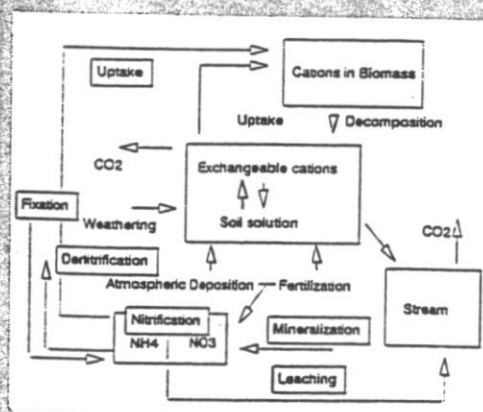 Uptake
Cations in Biomass
Uptake
Decomposition
CO2
Exchangeable cations
Fixation
Weathering
Soil solution
CO2
Denitrification
Atmospheric Deposition
Fertilization
Stream
Nitrification
NH4
NO3
Mineralization
Leaching